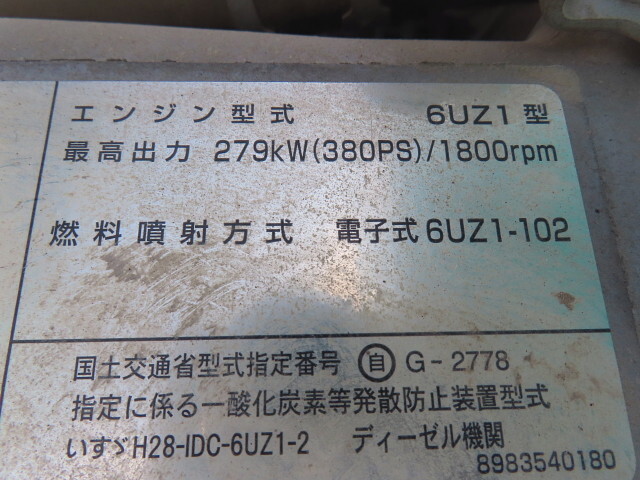 エンジン型式 6UZ1型
最高出力 279kW(380PS)/1800rpm
燃料噴射方式 電子式6UZ1-102
国土交通省型式指定番号 自 G-2778
指定に係る一酸化炭素等発散防止装置型式
いすゞH28-IDC-6UZ1-2 ディーゼル機関
8983540180